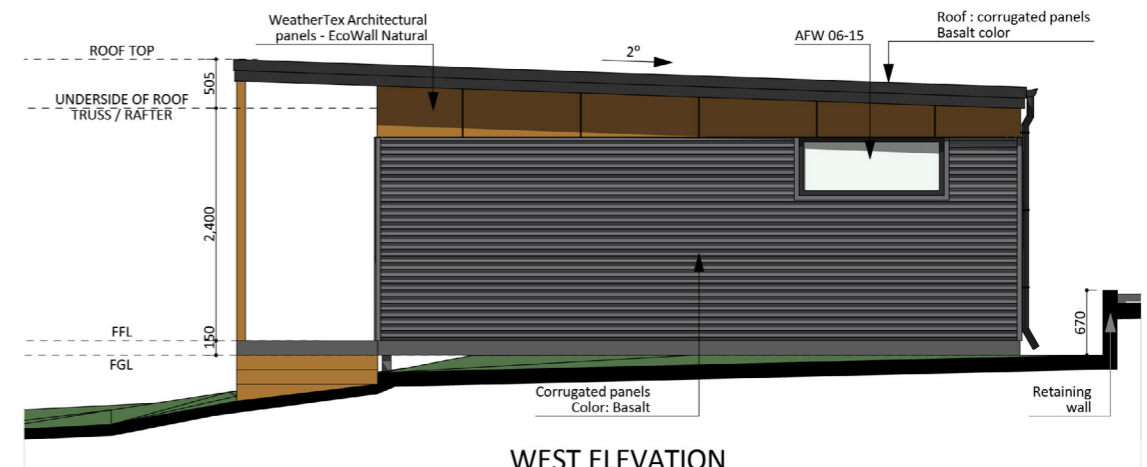 WeatherTex Architectural
panels - EcoWall Natural
Roof : corrugated panels
Basalt color
AFW 06-15
2°
ROOF TOP
505
UNDERSIDE OF ROOF
TRUSS / RAFTER
2,400
FFL
150
FGL
670
Corrugated panels
Color: Basalt
Retaining
wall
WEST ELEVATION